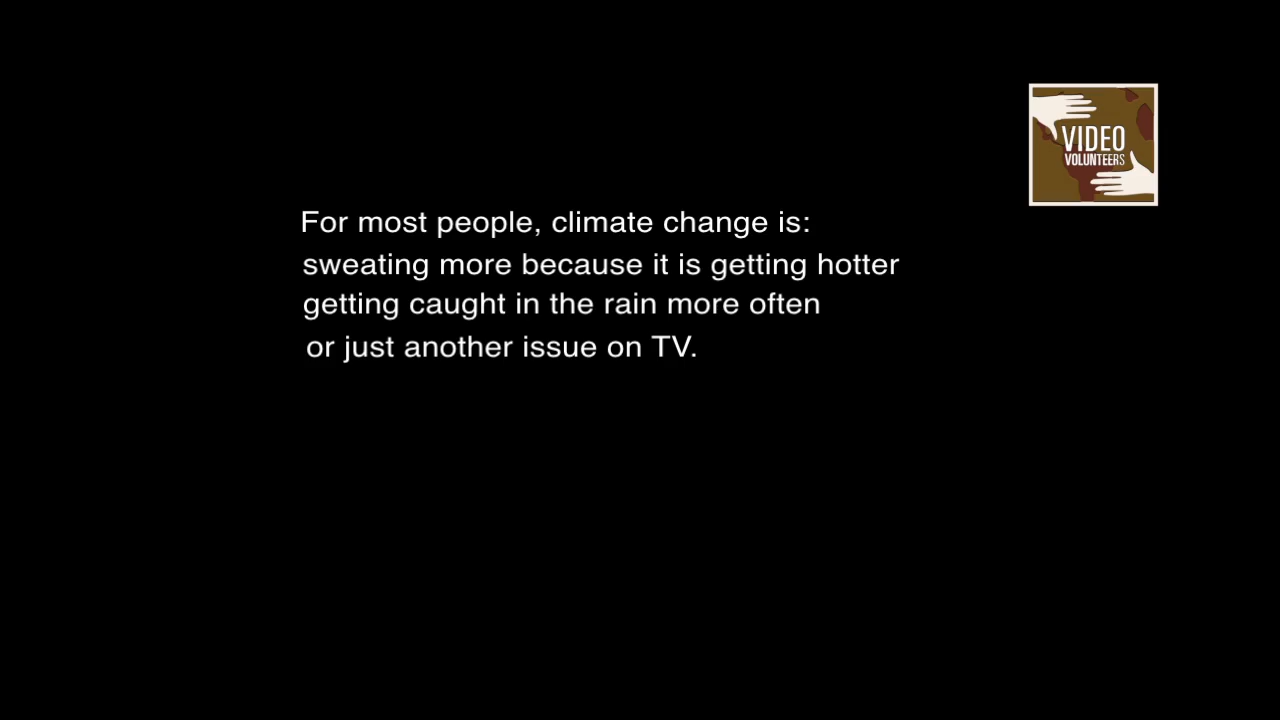 VIDEO
VOLUNTEERS
For most people, climate change is:
sweating more because it is getting hotter
getting caught in the rain more often
or just another issue on TV.